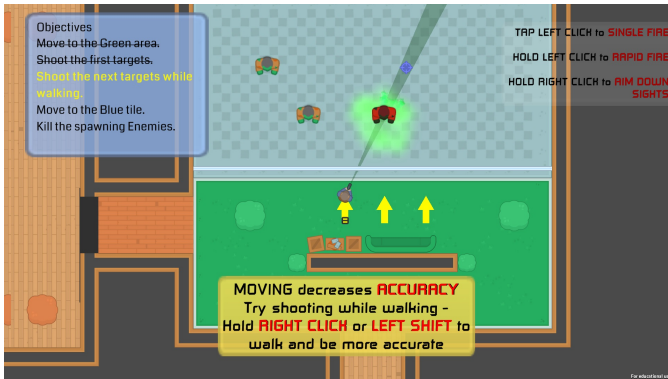 Objectives
Move to the Green area.
Shoot the first targets.
Shoot the next targets while
walking.
Move to the Blue tile.
Kill the spawning Enemies.
TAP LEFT CLICK to SINGLE FIRE
HOLD LEFT CLICK to RAPID FIRE
HOLD RIGHT CLICK to AIM DOWN
SIGHTS
MOVING decreases ACCURACY
Try shooting while walking -
Hold RIGHT CLICK or LEFT SHIFT to
walk and be more accurate
For educational u